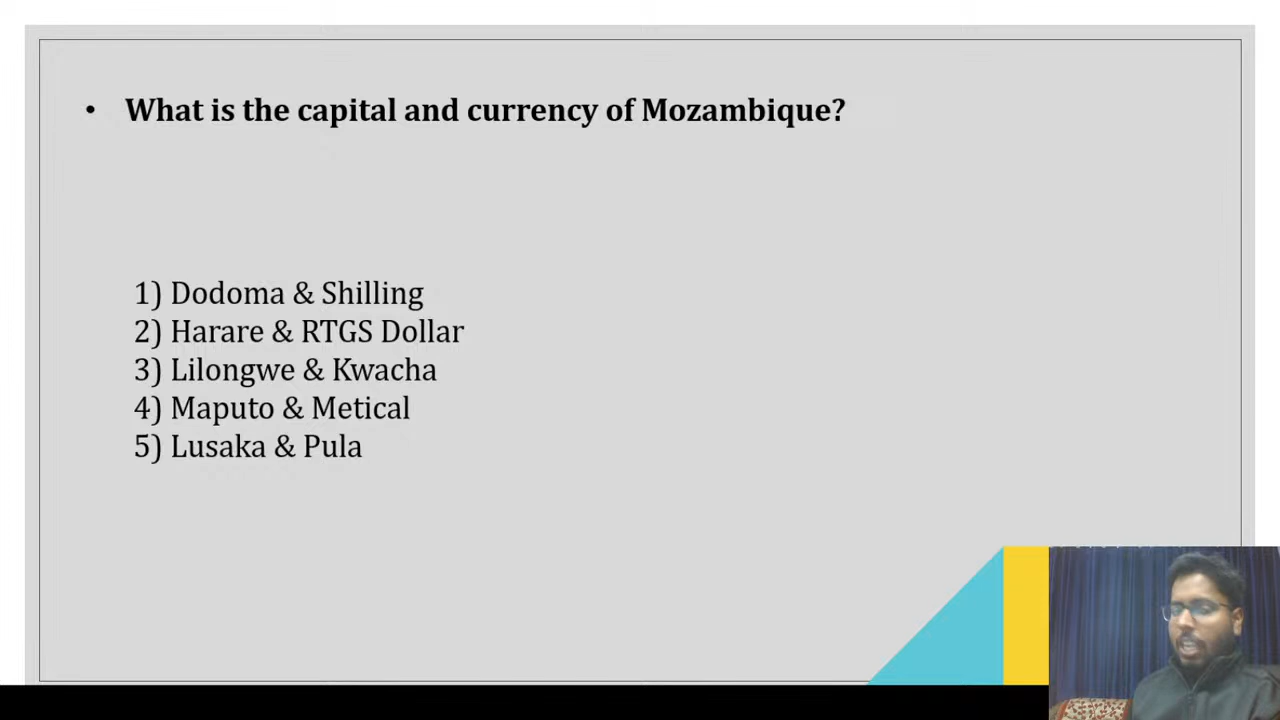 • What is the capital and currency of Mozambique?
1) Dodoma & Shilling
2) Harare & RTGS Dollar
3) Lilongwe & Kwacha
4) Maputo & Metical
5) Lusaka & Pula